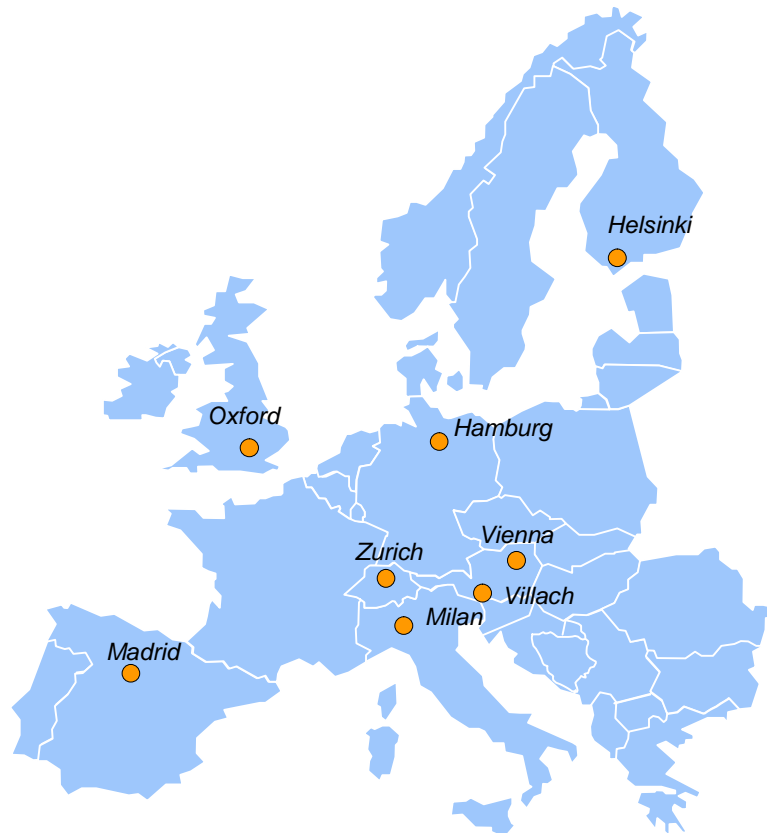 Helsinki
Oxford
Hamburg
Vienna
Zurich
Villach
Milan
Madrid